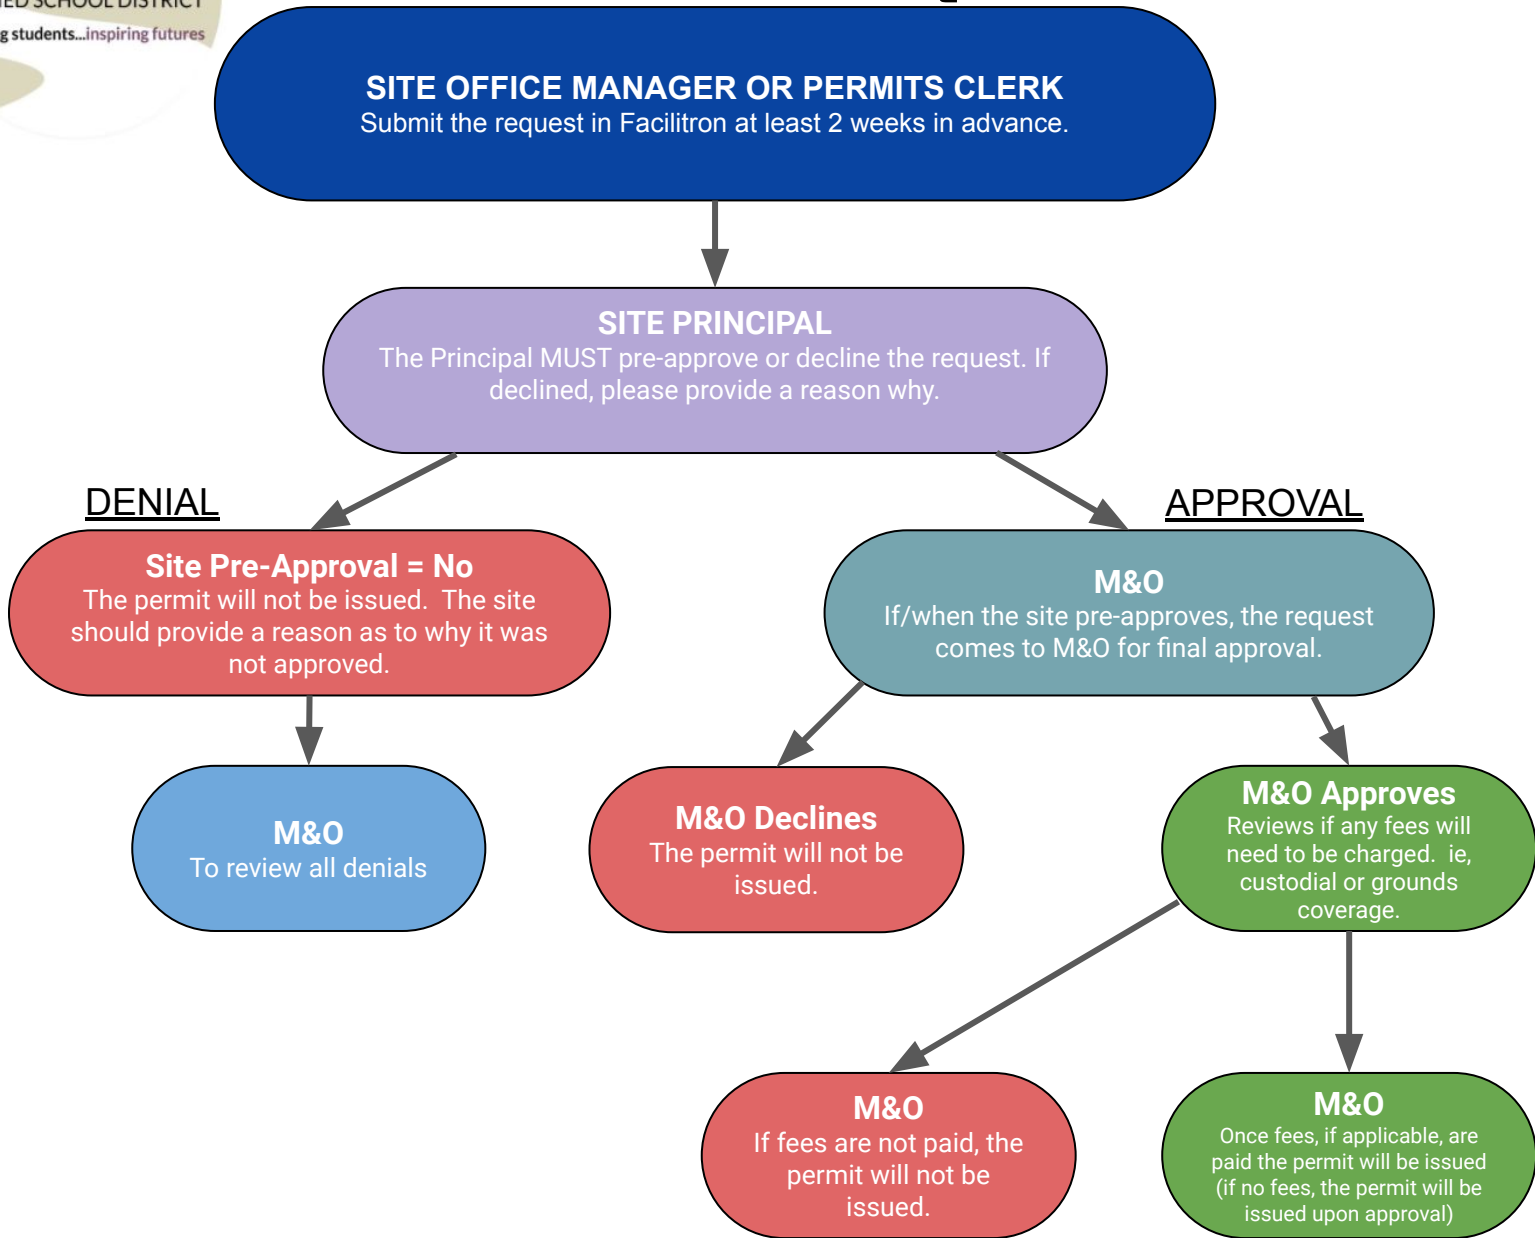 SCHOOL DISTRICT
students...inspiring futures
SITE OFFICE MANAGER OR PERMITS CLERK
Submit the request in Facilitron at least 2 weeks in advance.
SITE PRINCIPAL
The Principal MUST pre-approve or decline the request. If
declined, please provide a reason why.
DENIAL
APPROVAL
Site Pre-Approval = No
The permit will not be issued.  The site
should provide a reason as to why it was
not approved.
M&O
If/when the site pre-approves, the request
comes to M&O for final approval.
M&O
To review all denials
M&O Declines
The permit will not be
issued.
M&O Approves
Reviews if any fees will
need to be charged.  ie,
custodial or grounds
coverage.
M&O
If fees are not paid, the
permit will not be
issued.
M&O
Once fees, if applicable, are
paid the permit will be issued
(if no fees, the permit will be
issued upon approval)